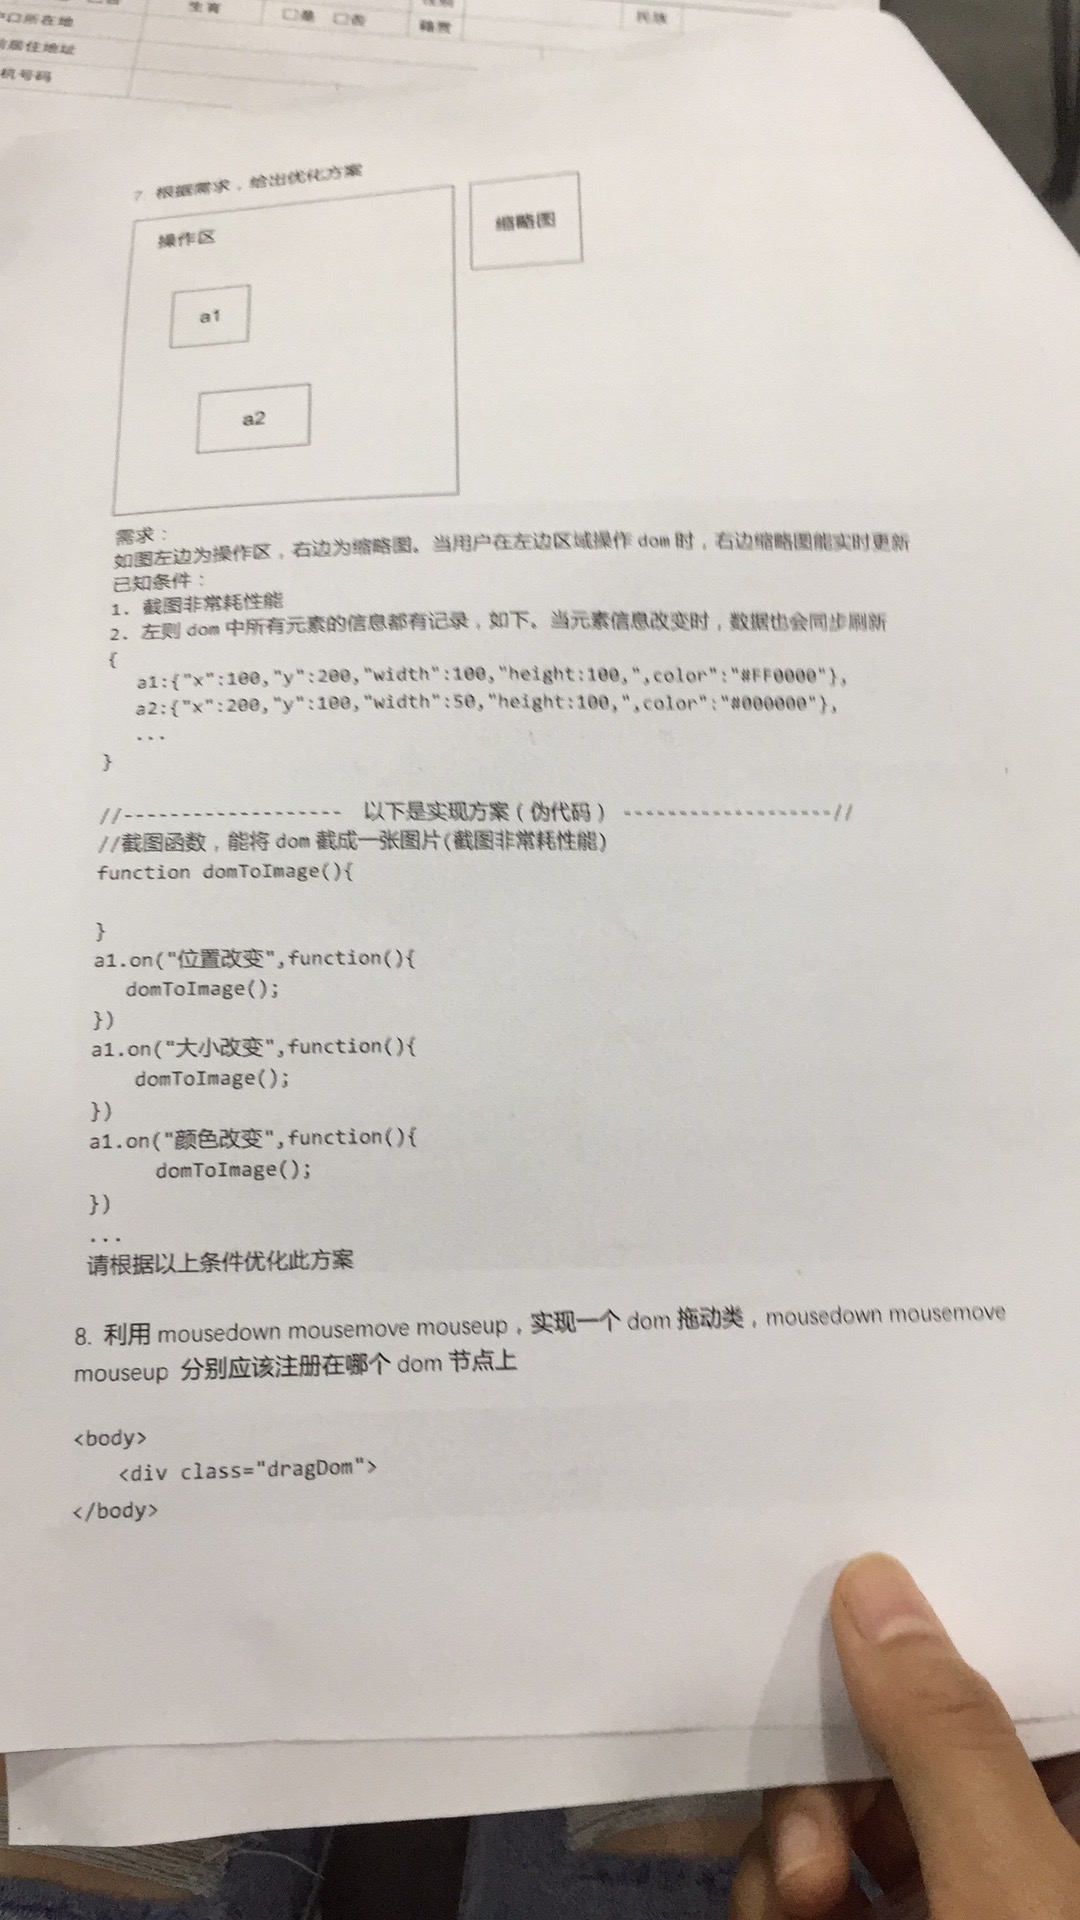 生育 □是 □否 籍贯 民族
户口所在地
居住地址
机号码
7. 根据需求，给出优化方案
操作区
缩略图
a1
a2
需求：
如图左边为操作区，右边为缩略图。当用户在左边区域操作 dom 时，右边缩略图能实时更新
已知条件：
1. 截图非常耗性能
2. 左则 dom 中所有元素的信息都有记录，如下。当元素信息改变时，数据也会同步刷新
{
a1:{"x":100,"y":200,"width":100,"height:100,",color":"#FF0000"},
a2:{"x":200,"y":100,"width":50,"height:100,",color":"#000000"},
...
}
//------------------- 以下是实现方案（伪代码） -------------------//
//截图函数，能将 dom 截成一张图片(截图非常耗性能)
function domToImage(){
}
a1.on("位置改变",function(){
domToImage();
})
a1.on("大小改变",function(){
domToImage();
})
a1.on("颜色改变",function(){
domToImage();
})
...
请根据以上条件优化此方案
8. 利用 mousedown mousemove mouseup，实现一个 dom 拖动类，mousedown mousemove
mouseup 分别应该注册在哪个 dom 节点上
<body>
<div class="dragDom">
</body>